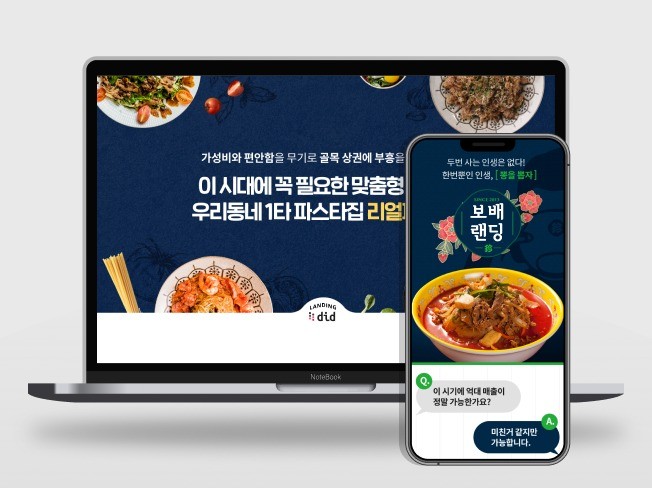 가성비와 편안함을 무기로 골목 상권에 부흥을
이 시대에 꼭 필요한 맞춤형
우리동네 1타 파스타집 리얼
LANDING
did
NoteBook
두번 사는 인생은 없다!
한번뿐인 인생, [ 뽕을 뽑자 ]
SINCE 2013
보배
랜딩
Q.
이 시기에 억대 매출이
정말 가능한가요?
A.
미친거 같지만
가능합니다.